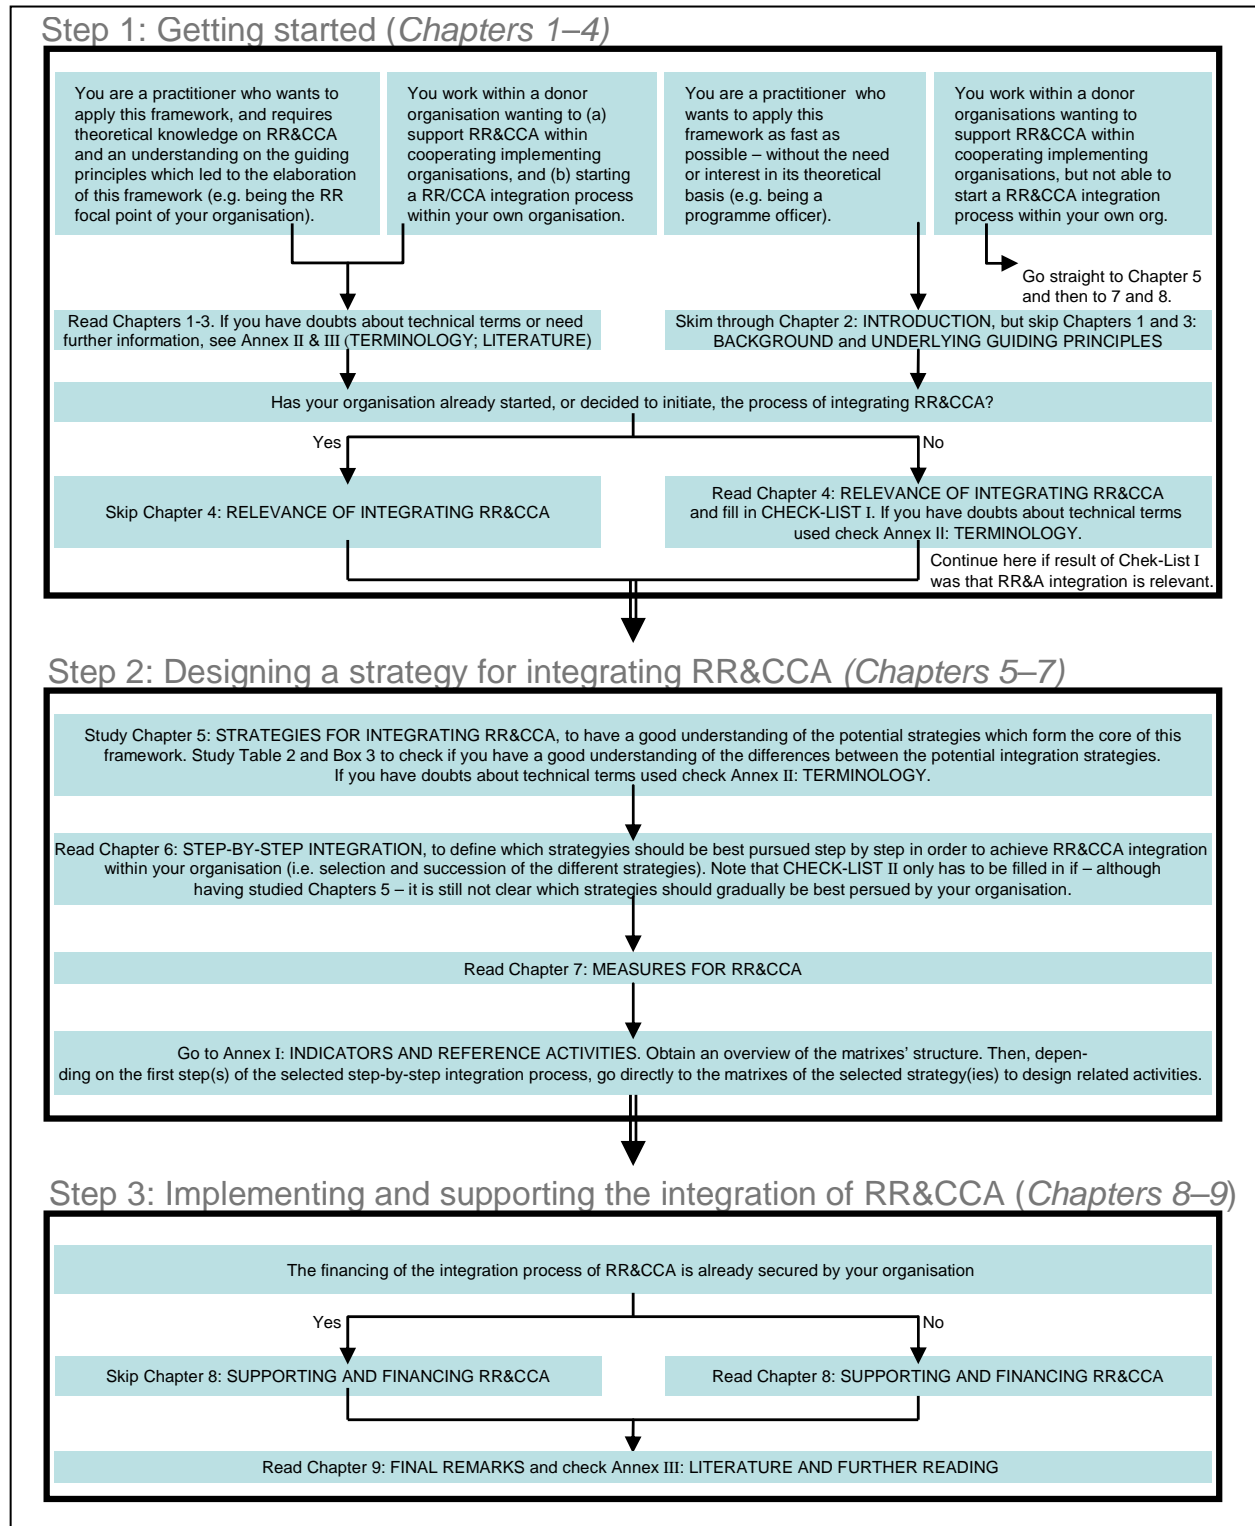 Step 1: Getting started (Chapters 1–4)
You are a practitioner who wants to
apply this framework, and requires
theoretical knowledge on RR&CCA
and an understanding on the guiding
principles which led to the elaboration
of this framework (e.g. being the RR
focal point of your organisation).
You work within a donor
organisation wanting to (a)
support RR&CCA within
cooperating implementing
organisations, and (b) starting
a RR/CCA integration process
within your own organisation.
You are a practitioner who
wants to apply this
framework as fast as
possible – without the need
or interest in its theoretical
basis (e.g. being a
programme officer).
You work within a donor
organisations wanting to
support RR&CCA within
cooperating implementing
organisations, but not able to
start a RR&CCA integration
process within your own org.
Go straight to Chapter 5
and then to 7 and 8.
Read Chapters 1-3. If you have doubts about technical terms or need
further information, see Annex II & III (TERMINOLOGY; LITERATURE)
Skim through Chapter 2: INTRODUCTION, but skip Chapters 1 and 3:
BACKGROUND and UNDERLYING GUIDING PRINCIPLES
Has your organisation already started, or decided to initiate, the process of integrating RR&CCA?
Yes
No
Skip Chapter 4: RELEVANCE OF INTEGRATING RR&CCA
Read Chapter 4: RELEVANCE OF INTEGRATING RR&CCA
and fill in CHECK-LIST I. If you have doubts about technical terms
used check Annex II: TERMINOLOGY.
Continue here if result of Chek-List I
was that RR&A integration is relevant.
Step 2: Designing a strategy for integrating RR&CCA (Chapters 5–7)
Study Chapter 5: STRATEGIES FOR INTEGRATING RR&CCA, to have a good understanding of the potential strategies which form the core of this
framework. Study Table 2 and Box 3 to check if you have a good understanding of the differences between the potential integration strategies.
If you have doubts about technical terms used check Annex II: TERMINOLOGY.
Read Chapter 6: STEP-BY-STEP INTEGRATION, to define which strategyies should be best pursued step by step in order to achieve RR&CCA integration
within your organisation (i.e. selection and succession of the different strategies). Note that CHECK-LIST II only has to be filled in if – although
having studied Chapters 5 – it is still not clear which strategies should gradually be best persued by your organisation.
Read Chapter 7: MEASURES FOR RR&CCA
Go to Annex I: INDICATORS AND REFERENCE ACTIVITIES. Obtain an overview of the matrixes' structure. Then, depen-
ding on the first step(s) of the selected step-by-step integration process, go directly to the matrixes of the selected strategy(ies) to design related activities.
Step 3: Implementing and supporting the integration of RR&CCA (Chapters 8–9)
The financing of the integration process of RR&CCA is already secured by your organisation
Yes
No
Skip Chapter 8: SUPPORTING AND FINANCING RR&CCA
Read Chapter 8: SUPPORTING AND FINANCING RR&CCA
Read Chapter 9: FINAL REMARKS and check Annex III: LITERATURE AND FURTHER READING